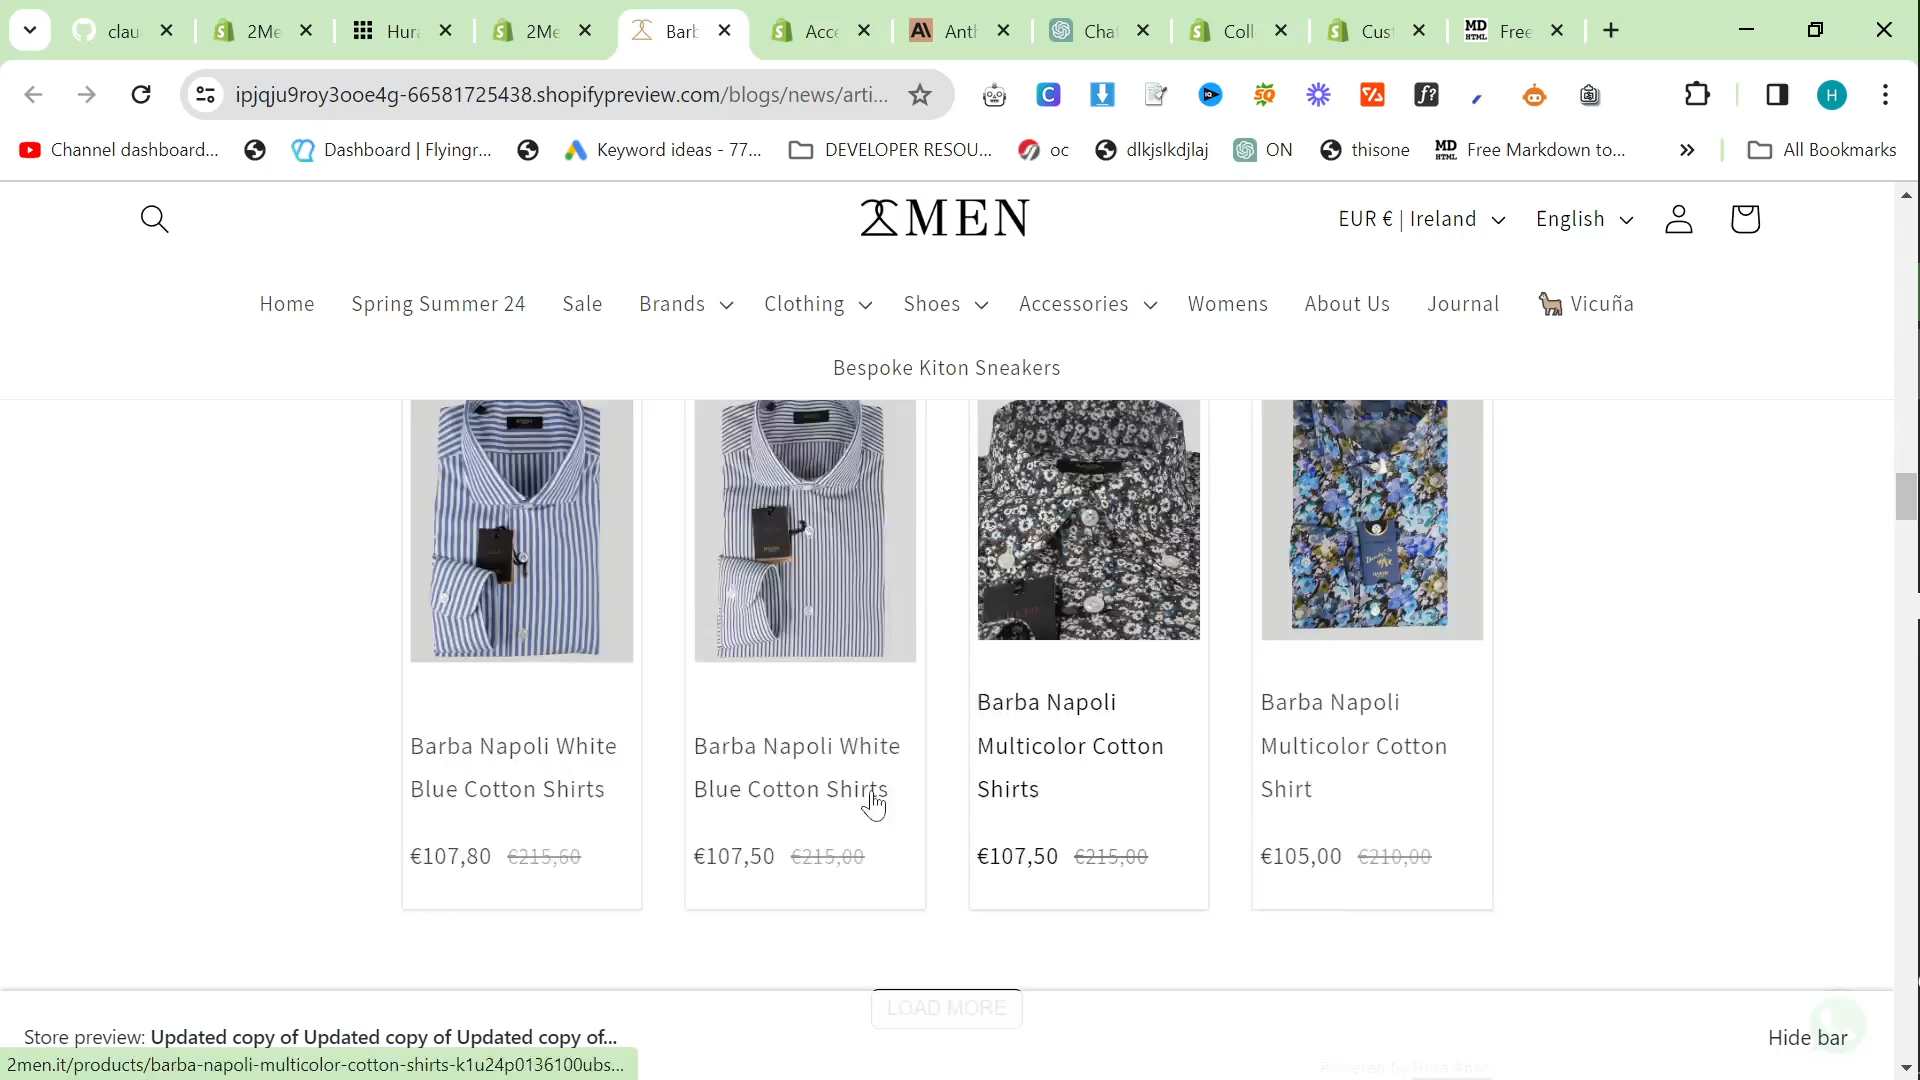 clau
2Me
Hur
2Me
Barb
Acce
Anth
Chat
Coll
Cust
Free
ipjqju9roy3ooe4g-66581725438.shopifypreview.com/blogs/news/arti...
H
Channel dashboard...
Dashboard | Flyingr...
Keyword ideas - 77...
DEVELOPER RESOU...
oc
dlkjslkdjlaj
ON
thisone
Free Markdown to...
»
All Bookmarks
2MEN
EUR € | Ireland
English
Home
Spring Summer 24
Sale
Brands
Clothing
Shoes
Accessories
Womens
About Us
Journal
🐪 Vicuña
Bespoke Kiton Sneakers
Barba Napoli White
Blue Cotton Shirts
€107,80 €215,60
Barba Napoli White
Blue Cotton Shirts
€107,50 €215,00
Barba Napoli
Multicolor Cotton
Shirts
€107,50 €215,00
Barba Napoli
Multicolor Cotton
Shirt
€105,00 €210,00
LOAD MORE
Store preview: Updated copy of Updated copy of Updated copy of...
Hide bar
2men.it/products/barba-napoli-multicolor-cotton-shirts-k1u24p0136100ubs...